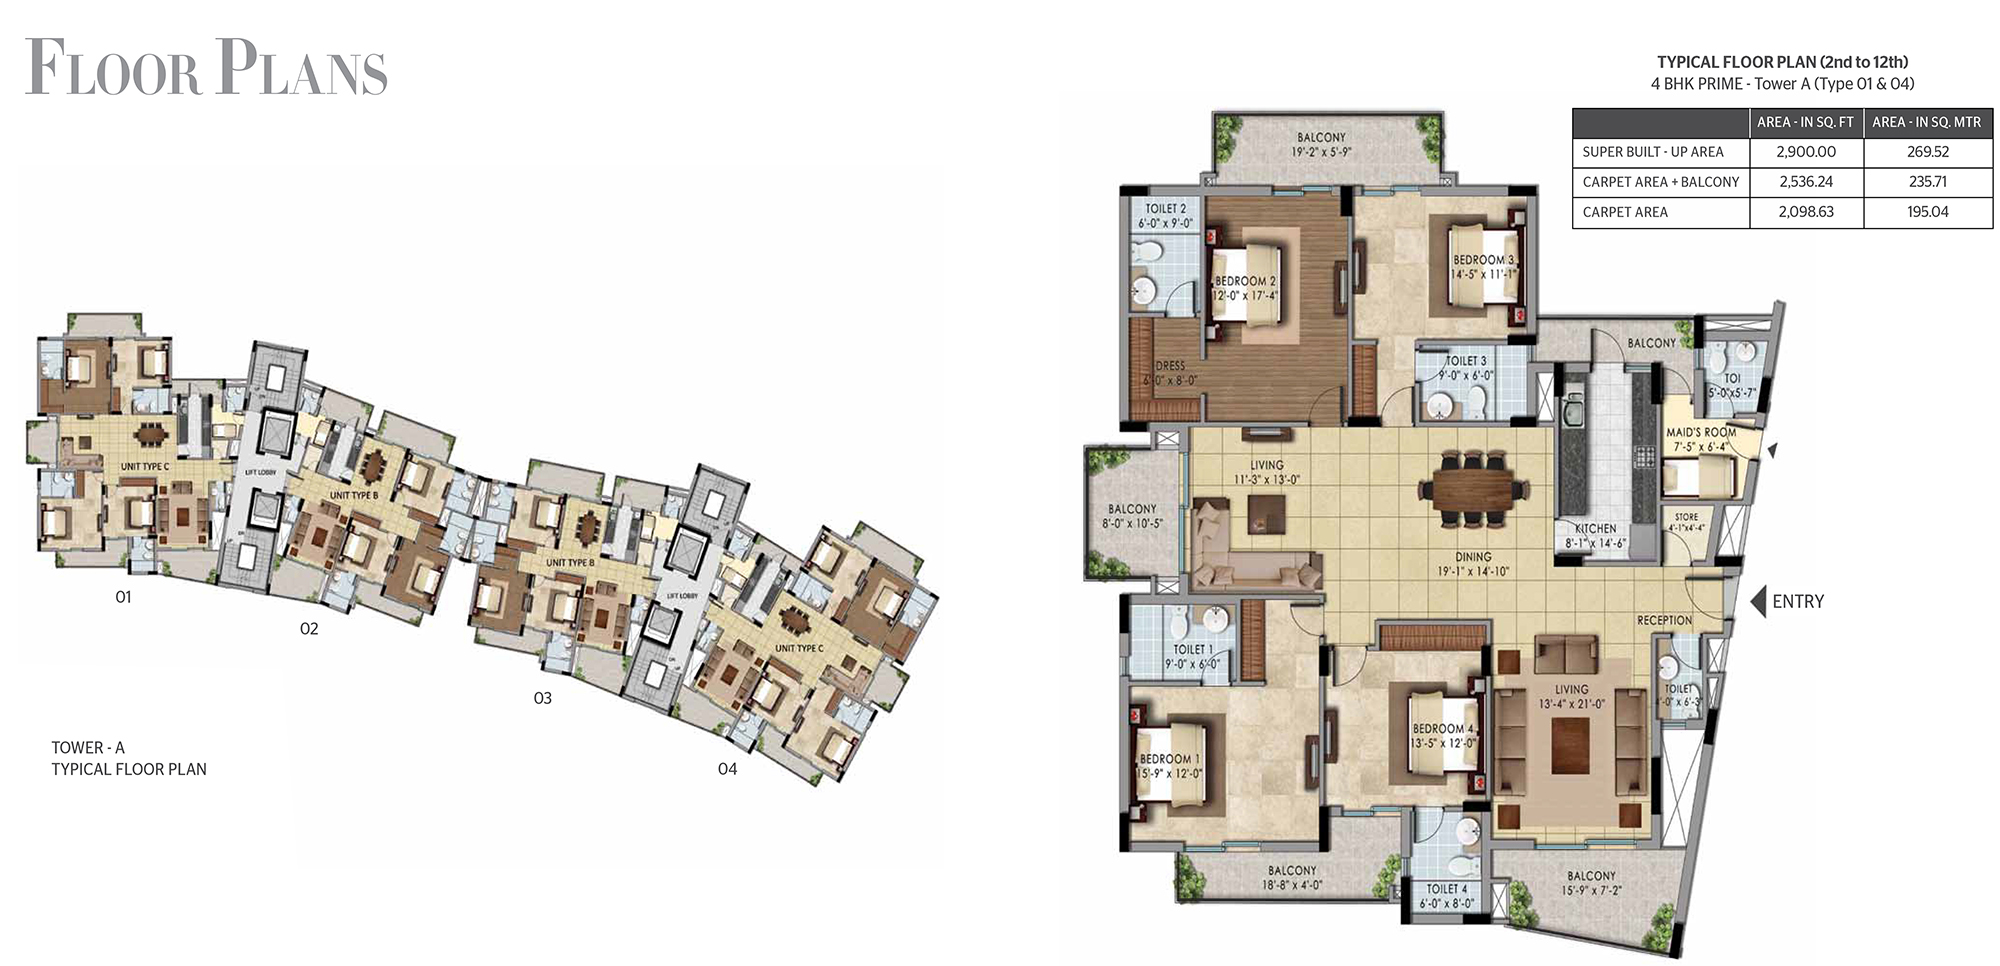 FLOOR PLANS
TYPICAL FLOOR PLAN (2nd to 12th)
4 BHK PRIME - Tower A (Type 01 & 04)
AREA - IN SQ. FT AREA - IN SQ. MTR
SUPER BUILT - UP AREA 2,900.00 269.52
CARPET AREA + BALCONY 2,536.24 235.71
CARPET AREA 2,098.63 195.04
UNIT TYPE C
LIFT LOBBY
UNIT TYPE B
UNIT TYPE B
LIFT LOBBY
UNIT TYPE C
01
02
03
04
TOWER - A
TYPICAL FLOOR PLAN
BALCONY
19'-2" x 5'-9"
TOILET 2
6'-0" x 9'-0"
BEDROOM 2
12'-0" x 17'-4"
BEDROOM 3
14'-5" x 11'-1"
DRESS
6'-0" x 8'-0"
TOILET 3
9'-0" x 6'-0"
BALCONY
TOI
5'-0"x5'-7"
MAID'S ROOM
7'-5" x 6'-4"
LIVING
11'-3" x 13'-0"
BALCONY
8'-0" x 10'-5"
STORE
4'-1"x4'-4"
KITCHEN
8'-1" x 14'-6"
DINING
19'-1" x 14'-10"
ENTRY
RECEPTION
TOILET 1
9'-0" x 6'-0"
LIVING
13'-4" x 21'-0"
TOILET
4'-0" x 6'-3"
BEDROOM 4
13'-5" x 12'-0"
BEDROOM 1
15'-9" x 12'-0"
BALCONY
18'-8" x 4'-0"
TOILET 4
6'-0" x 8'-0"
BALCONY
15'-9" x 7'-2"